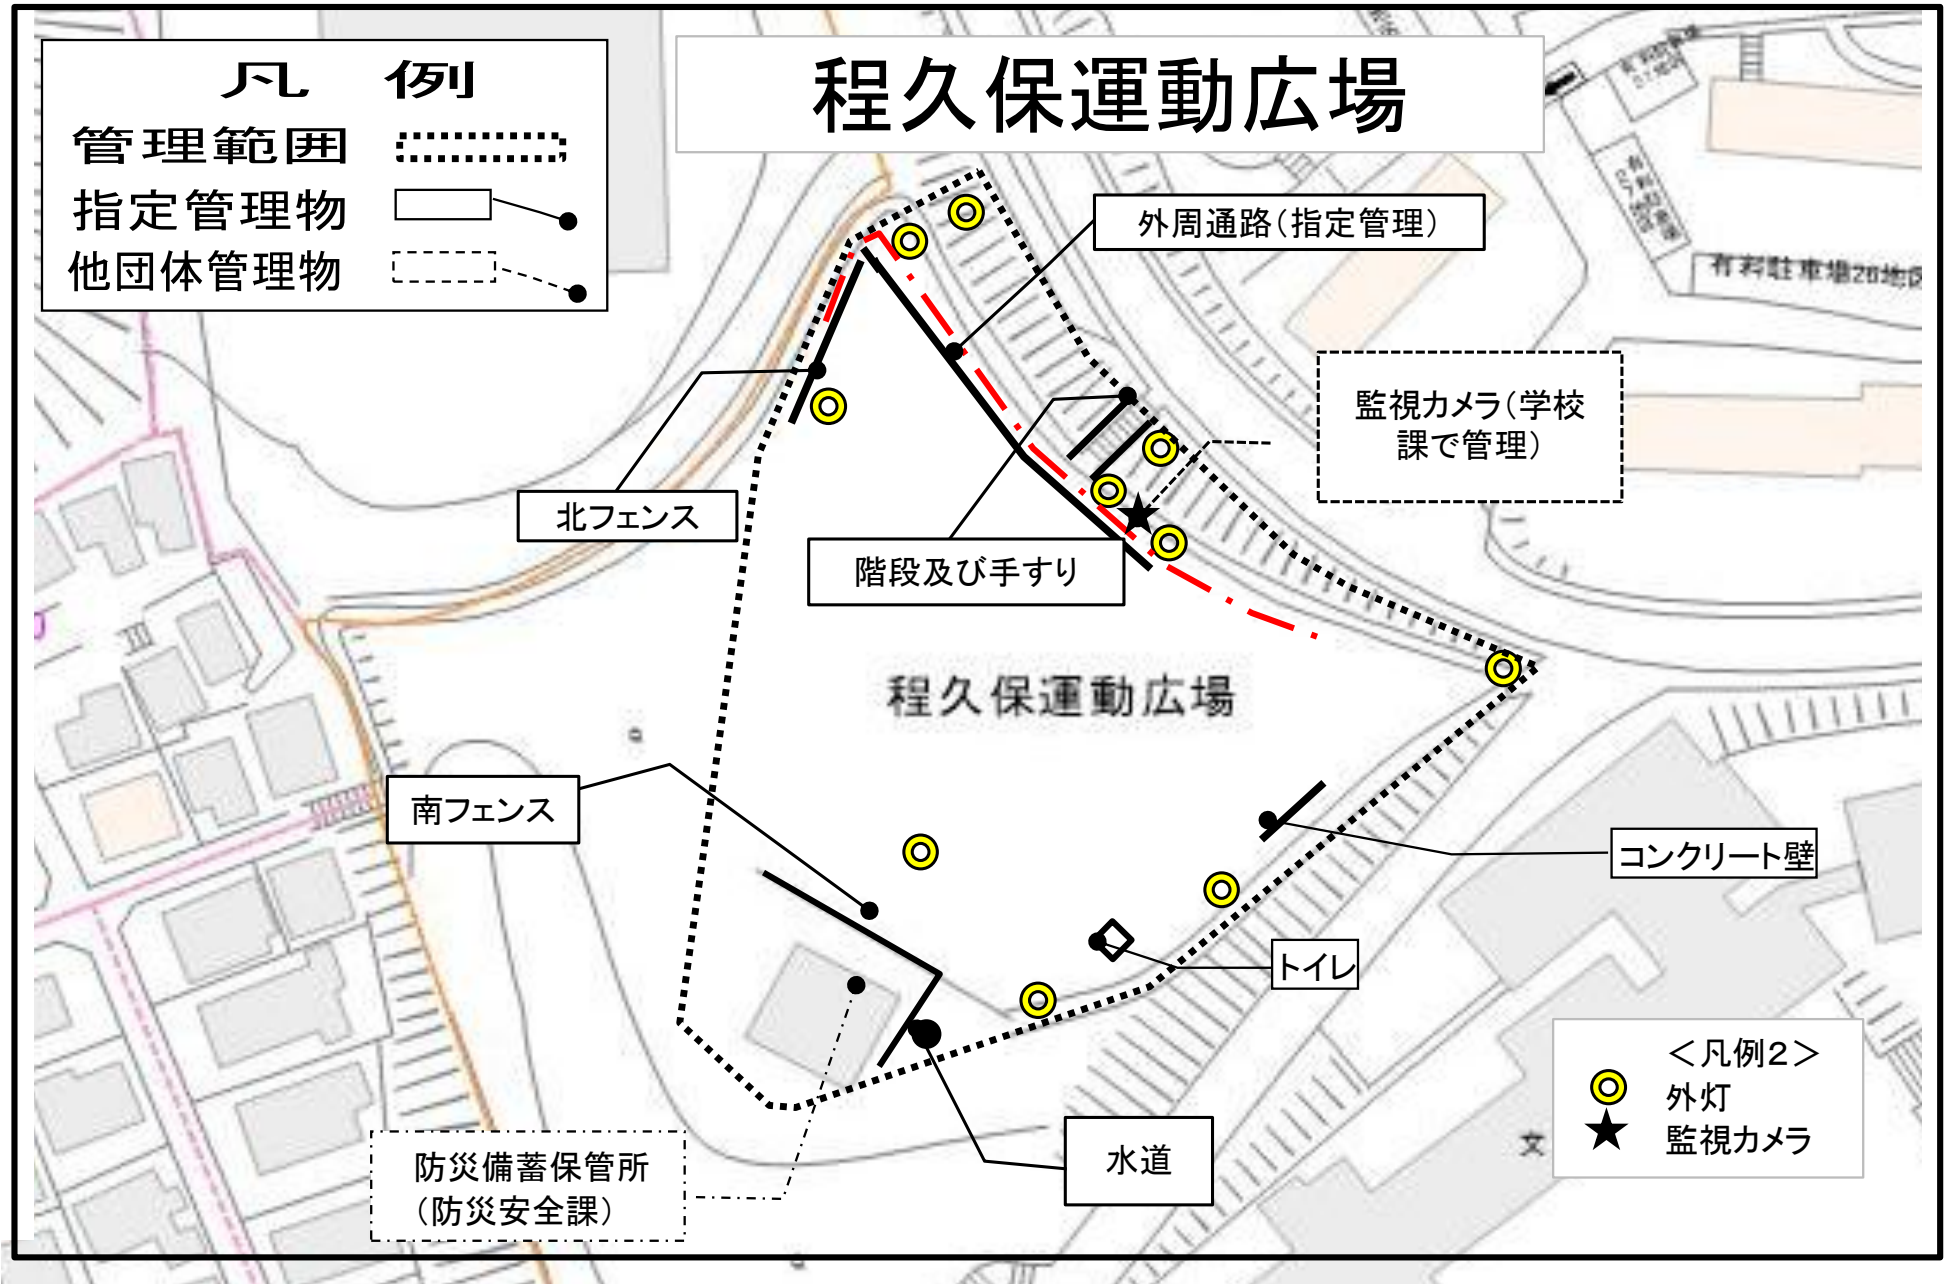 程久保運動広場
凡　例
管理範囲
指定管理物
他団体管理物
外周通路（指定管理）
有料駐車場26地区
監視カメラ（学校
課で管理）
北フェンス
階段及び手すり
程久保運動広場
南フェンス
コンクリート壁
トイレ
＜凡例２＞
外灯
監視カメラ
文
水道
防災備蓄保管所
（防災安全課）